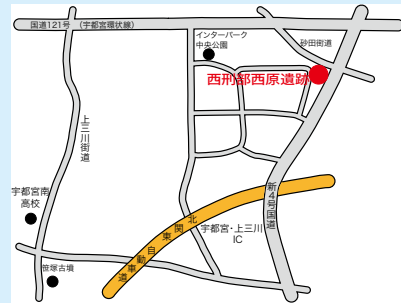 国道121号 (宇都宮環状線)
インターパーク
中央公園
砂田街道
西刑部西原遺跡
上三川街道
宇都宮南
高校
新4号国道
北関東自動車道
宇都宮・上三川
IC
笹塚古墳